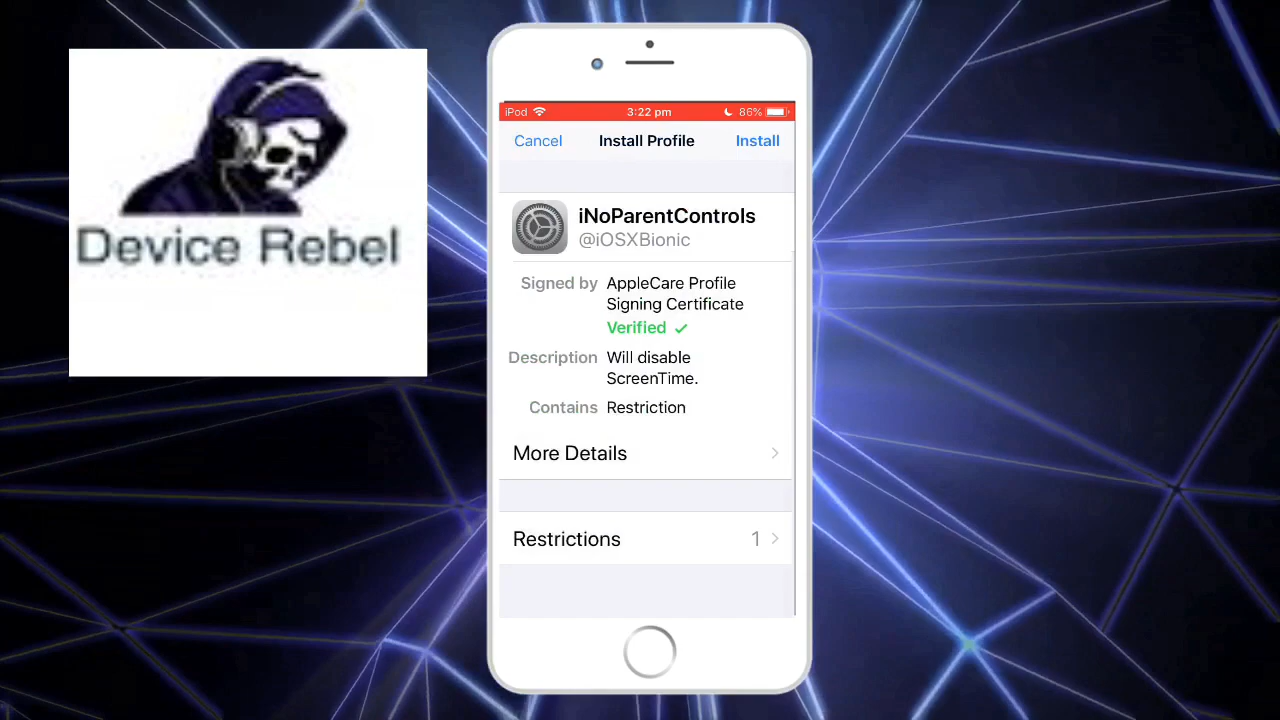 Device Rebel
iPod 3:22 pm 86%
Cancel Install Profile Install
iNoParentControls
@iOSXBionic
Signed by AppleCare Profile
Signing Certificate
Verified ✓
Description Will disable
ScreenTime.
Contains Restriction
More Details
Restrictions 1